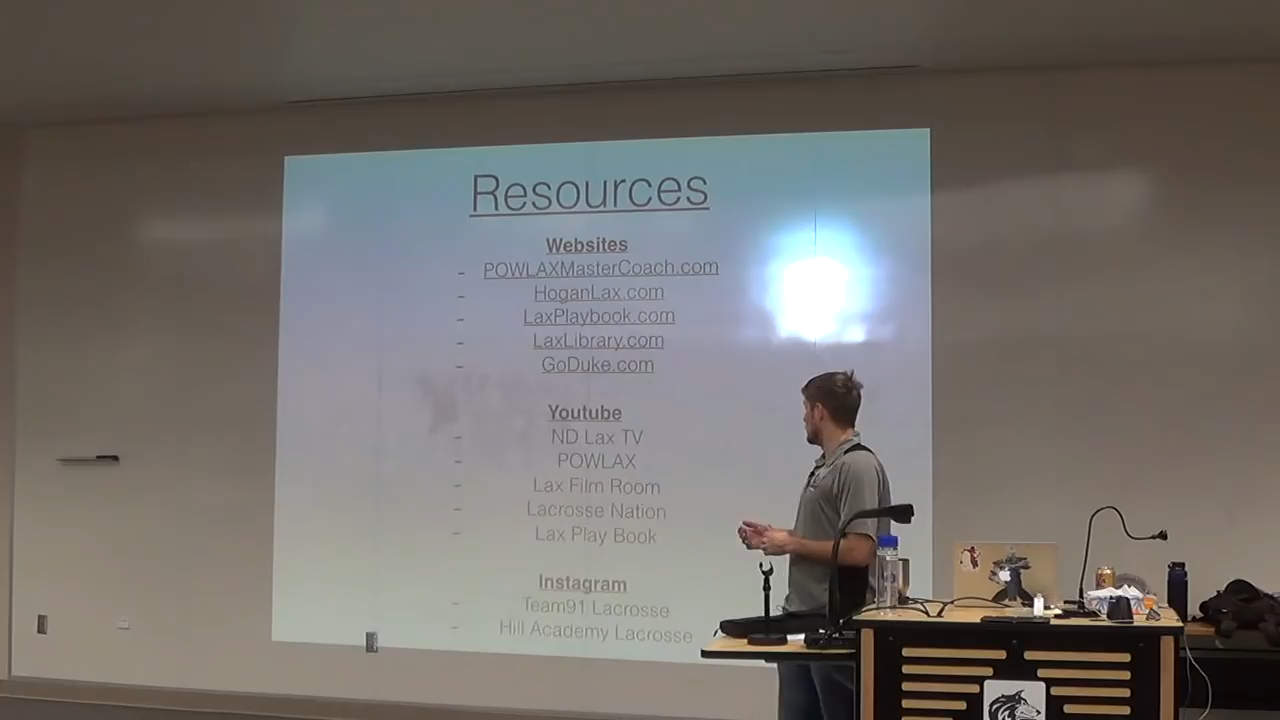 Resources
Websites
- POWLAXMasterCoach.com
- HoganLax.com
- LaxPlaybook.com
- LaxLibrary.com
- GoDuke.com
Youtube
- ND Lax TV
- POWLAX
- Lax Film Room
- Lacrosse Nation
- Lax Play Book
Instagram
- Team91 Lacrosse
- Hill Academy Lacrosse